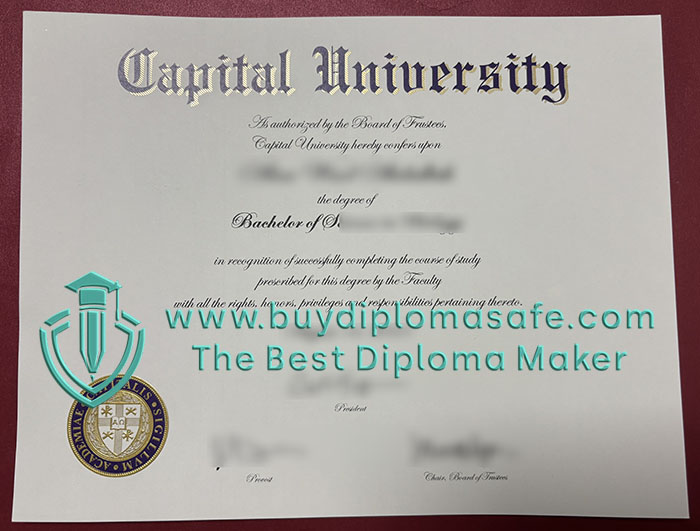 Capital University
As authorized by the Board of Trustees,
Capital University hereby confers upon
the degree of
Bachelor of
in recognition of successfully completing the course of study
prescribed for this degree by the Faculty
with all the rights, honors, privileges and responsibilities pertaining thereto.
www.buydiplomasafe.com
The Best Diploma Maker
President
ACADEMIAE CAPITALIS SIGILLVM
ΑΩ
Provost
Chair, Board of Trustees